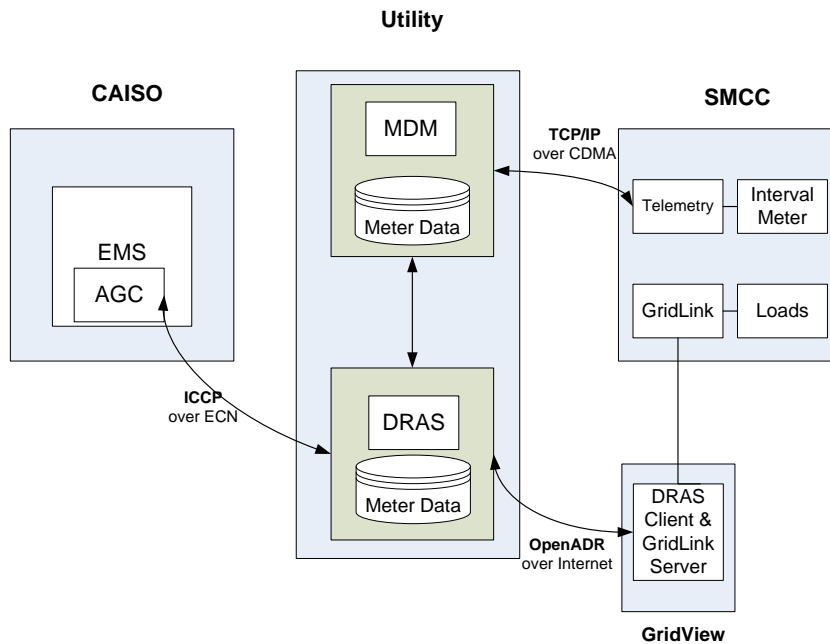 Utility
CAISO
SMCC
MDM
Meter Data
TCP/IP
over CDMA
Telemetry
Interval
Meter
EMS
AGC
GridLink
Loads
ICCP
over ECN
DRAS
Meter Data
OpenADR
over Internet
DRAS
Client &
GridLink
Server
GridView